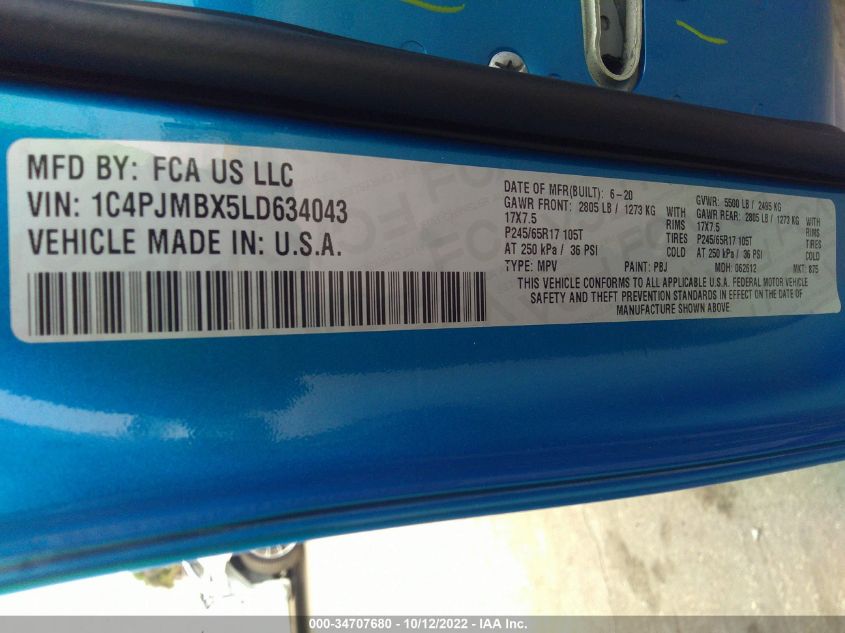 MFD BY: FCA US LLC
VIN: 1C4PJMBX5LD634043
VEHICLE MADE IN: U.S.A.
DATE OF MFR(BUILT): 6-20 GVWR: 5500 LB / 2495 KG
GAWR FRONT: 2805 LB / 1273 KG WITH GAWR REAR: 2805 LB / 1273 KG WITH
17X7.5 RIMS 17X7.5 RIMS
P245/65R17 105T TIRES P245/65R17 105T TIRES
AT 250 kPa / 36 PSI COLD AT 250 kPa / 36 PSI COLD
TYPE: MPV PAINT: PBJ MDH: 062612 MKT: 875
THIS VEHICLE CONFORMS TO ALL APPLICABLE U.S.A. FEDERAL MOTOR VEHICLE
SAFETY AND THEFT PREVENTION STANDARDS IN EFFECT ON THE DATE OF
MANUFACTURE SHOWN ABOVE.
000-34707680 - 10/12/2022 - IAA Inc.